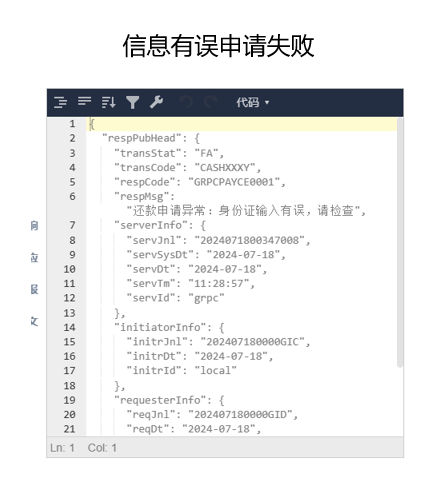 信息有误申请失败
代码
1 {
2 "respPubHead": {
3 "transStat": "FA",
4 "transCode": "CASHXXXY",
5 "respCode": "GRPCPAYCE0001",
6 "respMsg":
"还款申请异常：身份证输入有误，请检查",
7 "serverInfo": {
8 "servJnl": "2024071800347008",
9 "servSysDt": "2024-07-18",
10 "servDt": "2024-07-18",
11 "servTm": "11:28:57",
12 "servId": "grpc"
13 },
14 "initiatorInfo": {
15 "initrJnl": "202407180000GIC",
16 "initrDt": "2024-07-18",
17 "initrId": "local"
18 },
19 "requesterInfo": {
20 "reqJnl": "202407180000GID",
21 "reqDt": "2024-07-18",
响
应
报
文
Ln: 1 Col: 1